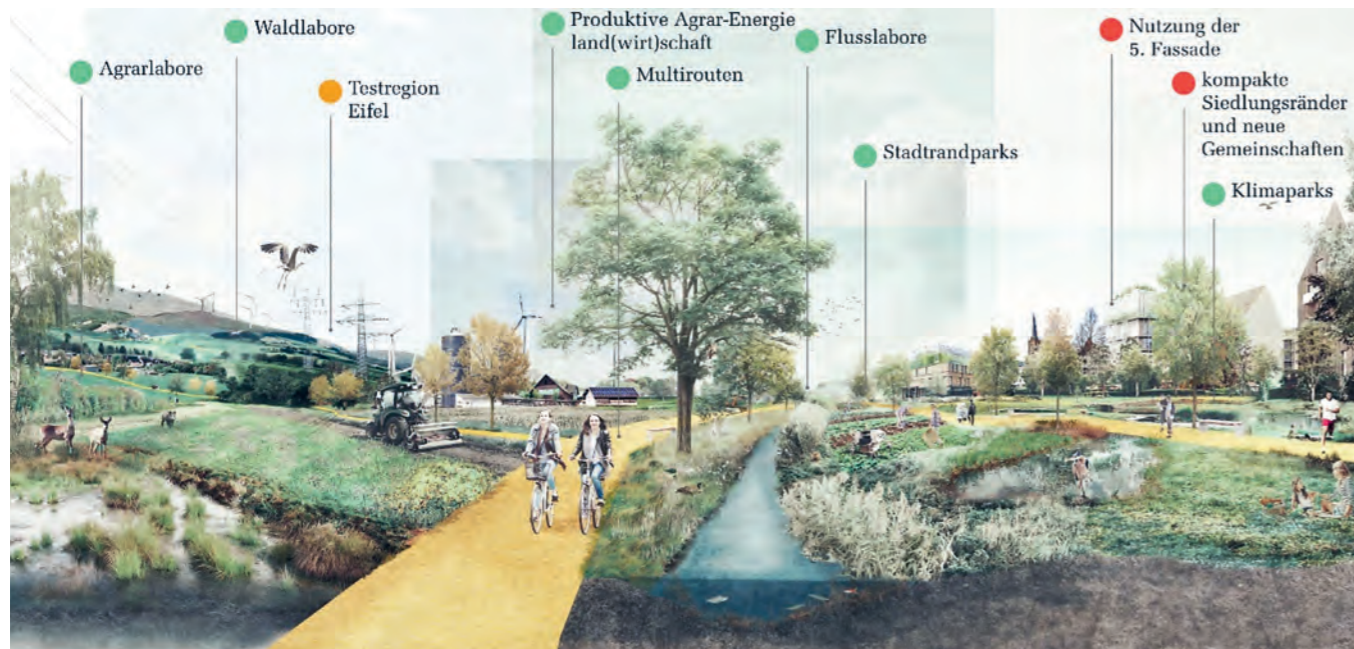 Agrarlabore
Waldlabore
Testregion
Eifel
Produktive Agrar-Energie
land(wirt)schaft
Multirouten
Flusslabore
Stadtrandparks
Nutzung der
5. Fassade
kompakte
Siedlungsränder
und neue
Gemeinschaften
Klimaparks